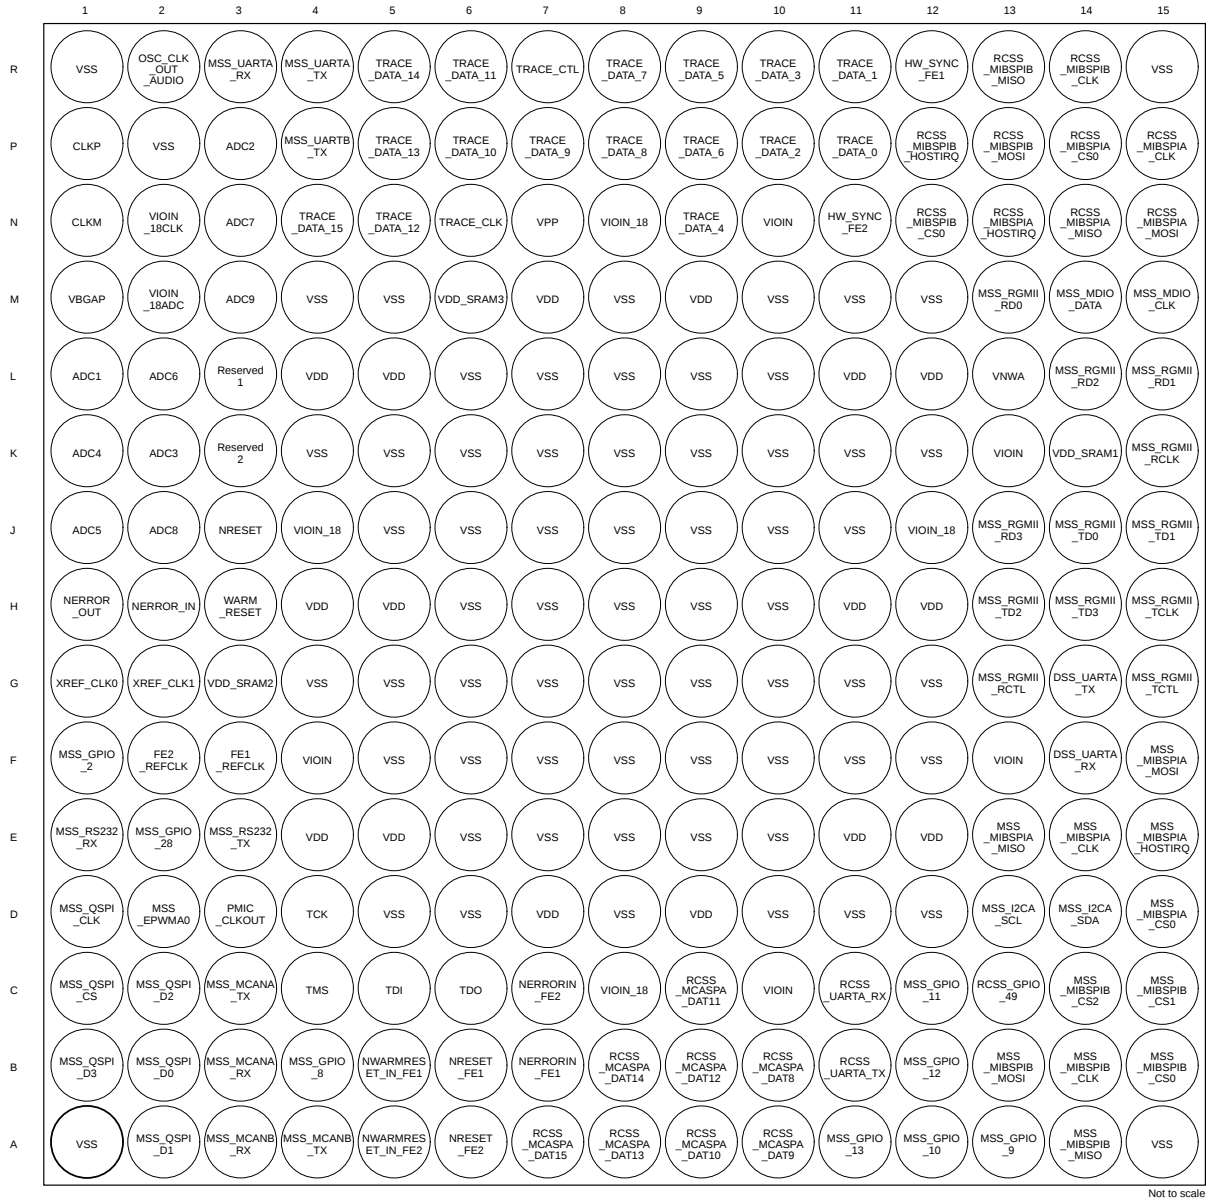 1 2 3 4 5 6 7 8 9 10 11 12 13 14 15
R VSS OSC_CLK_OUT_AUDIO MSS_UARTA_RX MSS_UARTA_TX TRACE_DATA_14 TRACE_DATA_11 TRACE_CTL TRACE_DATA_7 TRACE_DATA_5 TRACE_DATA_3 TRACE_DATA_1 HW_SYNC_FE1 RCSS_MIBSPIB_MISO RCSS_MIBSPIB_CLK VSS
P CLKP VSS ADC2 MSS_UARTB_TX TRACE_DATA_13 TRACE_DATA_10 TRACE_DATA_9 TRACE_DATA_8 TRACE_DATA_6 TRACE_DATA_2 TRACE_DATA_0 RCSS_MIBSPIB_HOSTIRQ RCSS_MIBSPIB_MOSI RCSS_MIBSPIA_CS0 RCSS_MIBSPIA_CLK
N CLKM VIOIN_18CLK ADC7 TRACE_DATA_15 TRACE_DATA_12 TRACE_CLK VPP VIOIN_18 TRACE_DATA_4 VIOIN HW_SYNC_FE2 RCSS_MIBSPIB_CS0 RCSS_MIBSPIA_HOSTIRQ RCSS_MIBSPIA_MISO RCSS_MIBSPIA_MOSI
M VBGAP VIOIN_18ADC ADC9 VSS VSS VDD_SRAM3 VDD VSS VDD VSS VSS VSS MSS_RGMII_RD0 MSS_MDIO_DATA MSS_MDIO_CLK
L ADC1 ADC6 Reserved1 VDD VDD VSS VSS VSS VSS VSS VDD VDD VNWA MSS_RGMII_RD2 MSS_RGMII_RD1
K ADC4 ADC3 Reserved2 VSS VSS VSS VSS VSS VSS VSS VSS VSS VIOIN VDD_SRAM1 MSS_RGMII_RCLK
J ADC5 ADC8 NRESET VIOIN_18 VSS VSS VSS VSS VSS VSS VSS VIOIN_18 MSS_RGMII_RD3 MSS_RGMII_TD0 MSS_RGMII_TD1
H NERROR_OUT NERROR_IN WARM_RESET VDD VDD VSS VSS VSS VSS VSS VDD VDD MSS_RGMII_TD2 MSS_RGMII_TD3 MSS_RGMII_TCLK
G XREF_CLK0 XREF_CLK1 VDD_SRAM2 VSS VSS VSS VSS VSS VSS VSS VSS VSS MSS_RGMII_RCTL DSS_UARTA_TX MSS_RGMII_TCTL
F MSS_GPIO_2 FE2_REFCLK FE1_REFCLK VIOIN VSS VSS VSS VSS VSS VSS VSS VSS VIOIN DSS_UARTA_RX MSS_MIBSPIA_MOSI
E MSS_RS232_RX MSS_GPIO_28 MSS_RS232_TX VDD VDD VSS VSS VSS VSS VSS VDD VDD MSS_MIBSPIA_MISO MSS_MIBSPIA_CLK MSS_MIBSPIA_HOSTIRQ
D MSS_QSPI_CLK MSS_EPWMA0 PMIC_CLKOUT TCK VSS VSS VDD VSS VDD VSS VSS VSS MSS_I2CA_SCL MSS_I2CA_SDA MSS_MIBSPIA_CS0
C MSS_QSPI_CS MSS_QSPI_D2 MSS_MCANA_TX TMS TDI TDO NERRORIN_FE2 VIOIN_18 RCSS_MCASPA_DAT11 VIOIN RCSS_UARTA_RX MSS_GPIO_11 RCSS_GPIO_49 MSS_MIBSPIB_CS2 MSS_MIBSPIB_CS1
B MSS_QSPI_D3 MSS_QSPI_D0 MSS_MCANA_RX MSS_GPIO_8 NWARMRESET_IN_FE1 NRESET_FE1 NERRORIN_FE1 RCSS_MCASPA_DAT14 RCSS_MCASPA_DAT12 RCSS_MCASPA_DAT8 RCSS_UARTA_TX MSS_GPIO_12 MSS_MIBSPIB_MOSI MSS_MIBSPIB_CLK MSS_MIBSPIB_CS0
A VSS MSS_QSPI_D1 MSS_MCANB_RX MSS_MCANB_TX NWARMRESET_IN_FE2 NRESET_FE2 RCSS_MCASPA_DAT15 RCSS_MCASPA_DAT13 RCSS_MCASPA_DAT10 RCSS_MCASPA_DAT9 MSS_GPIO_13 MSS_GPIO_10 MSS_GPIO_9 MSS_MIBSPIB_MISO VSS
Not to scale